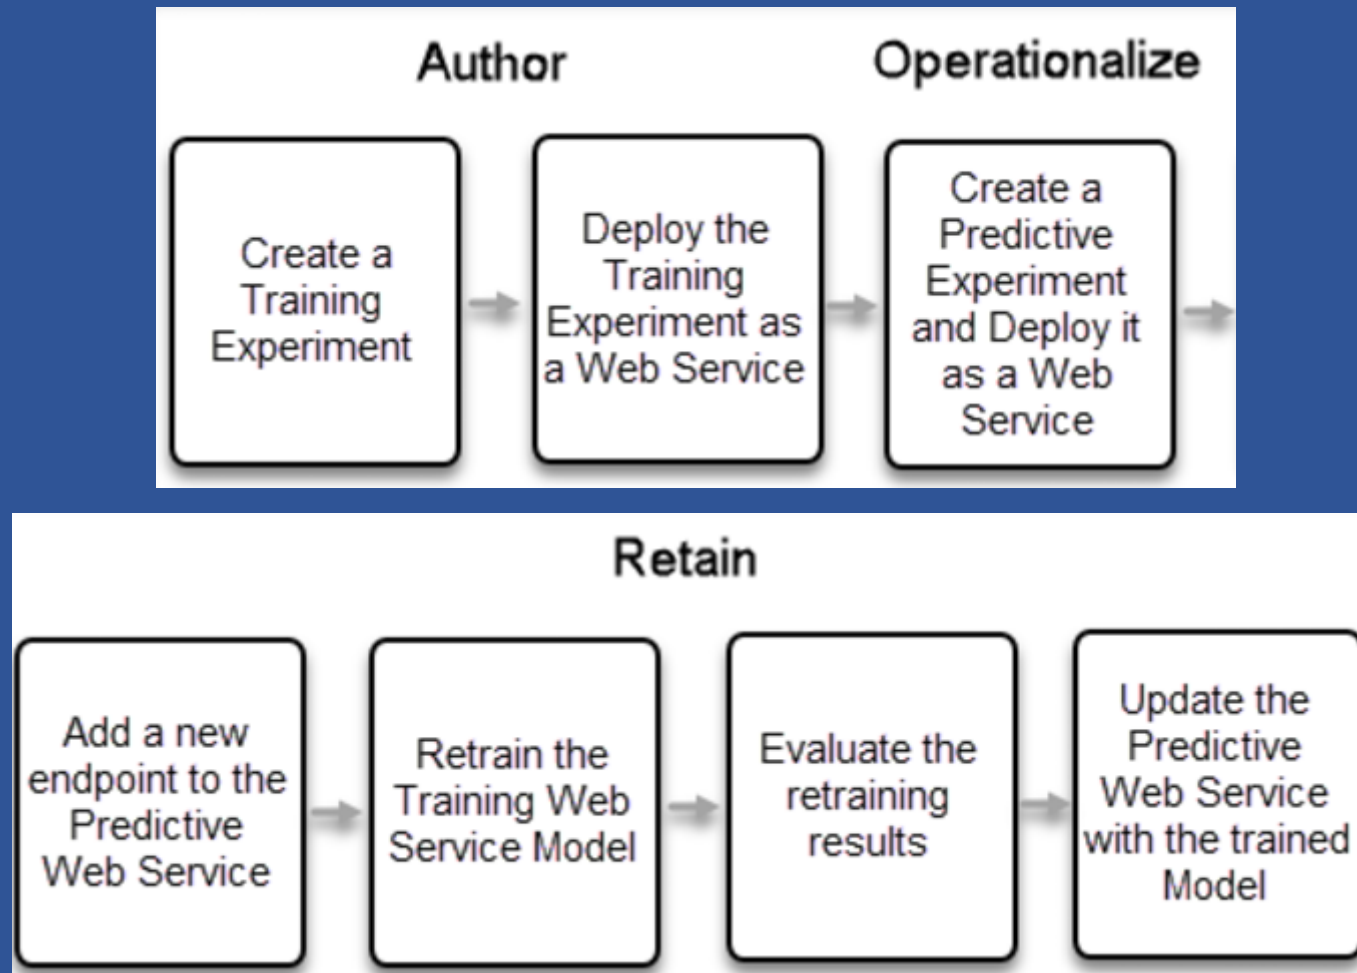 Author
Operationalize
Create a
Training
Experiment
Deploy the
Training
Experiment as
a Web Service
Create a
Predictive
Experiment
and Deploy it
as a Web
Service
Retain
Add a new
endpoint to the
Predictive
Web Service
Retrain the
Training Web
Service Model
Evaluate the
retraining
results
Update the
Predictive
Web Service
with the trained
Model